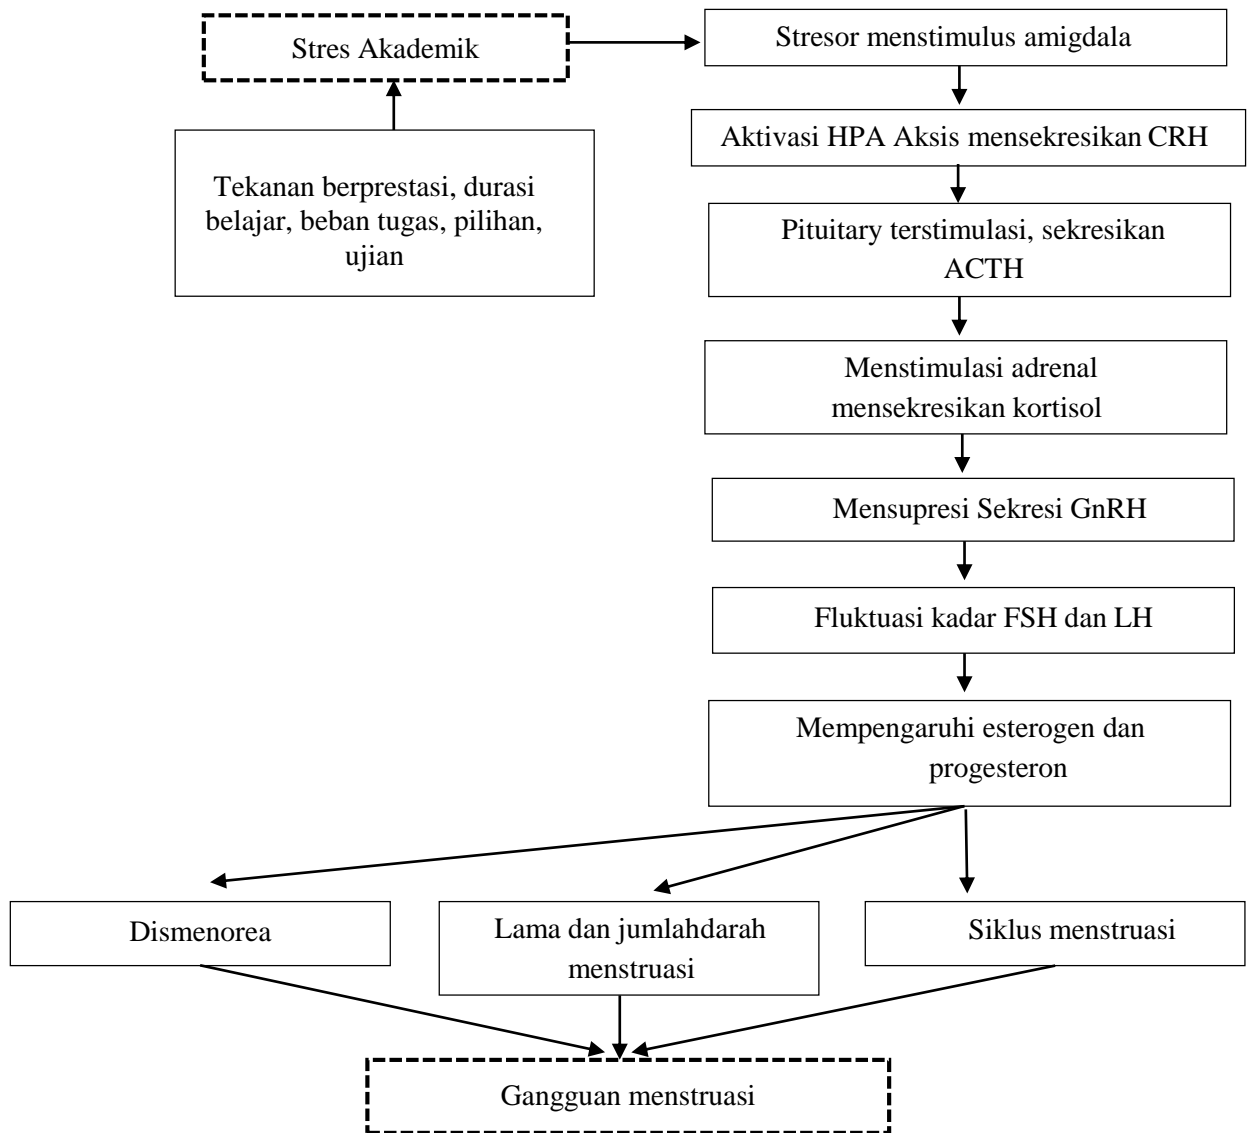 Stres Akademik
Stresor menstimulus amigdala
Aktivasi HPA Aksis mensekresikan CRH
Tekanan berprestasi, durasi
belajar, beban tugas, pilihan,
ujian
Pituitary terstimulasi, sekresikan
ACTH
Menstimulasi adrenal
mensekresikan kortisol
Mensupresi Sekresi GnRH
Fluktuasi kadar FSH dan LH
Mempengaruhi esterogen dan
progesteron
Dismenorea
Lama dan jumlahdarah
menstruasi
Siklus menstruasi
Gangguan menstruasi